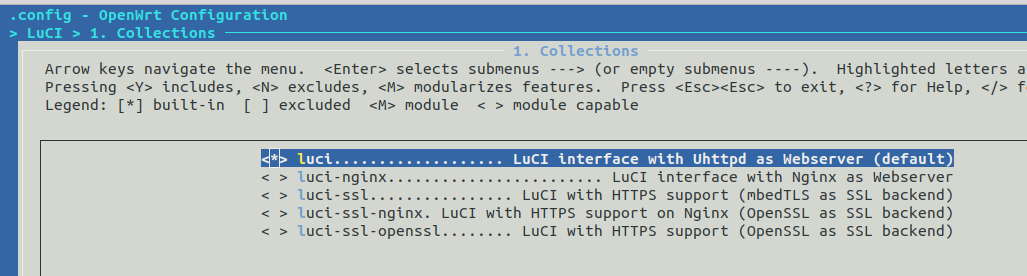 .config - OpenWrt Configuration
> LuCI > 1. Collections
1. Collections
Arrow keys navigate the menu.  <Enter> selects submenus ---> (or empty submenus ----).  Highlighted letters a
Pressing <Y> includes, <N> excludes, <M> modularizes features.  Press <Esc><Esc> to exit, <?> for Help, </> f
Legend: [*] built-in  [ ] excluded  <M> module  < > module capable
<*> luci................... LuCI interface with Uhttpd as Webserver (default)
< > luci-nginx........................ LuCI interface with Nginx as Webserver
< > luci-ssl................ LuCI with HTTPS support (mbedTLS as SSL backend)
< > luci-ssl-nginx. LuCI with HTTPS support on Nginx (OpenSSL as SSL backend)
< > luci-ssl-openssl........ LuCI with HTTPS support (OpenSSL as SSL backend)